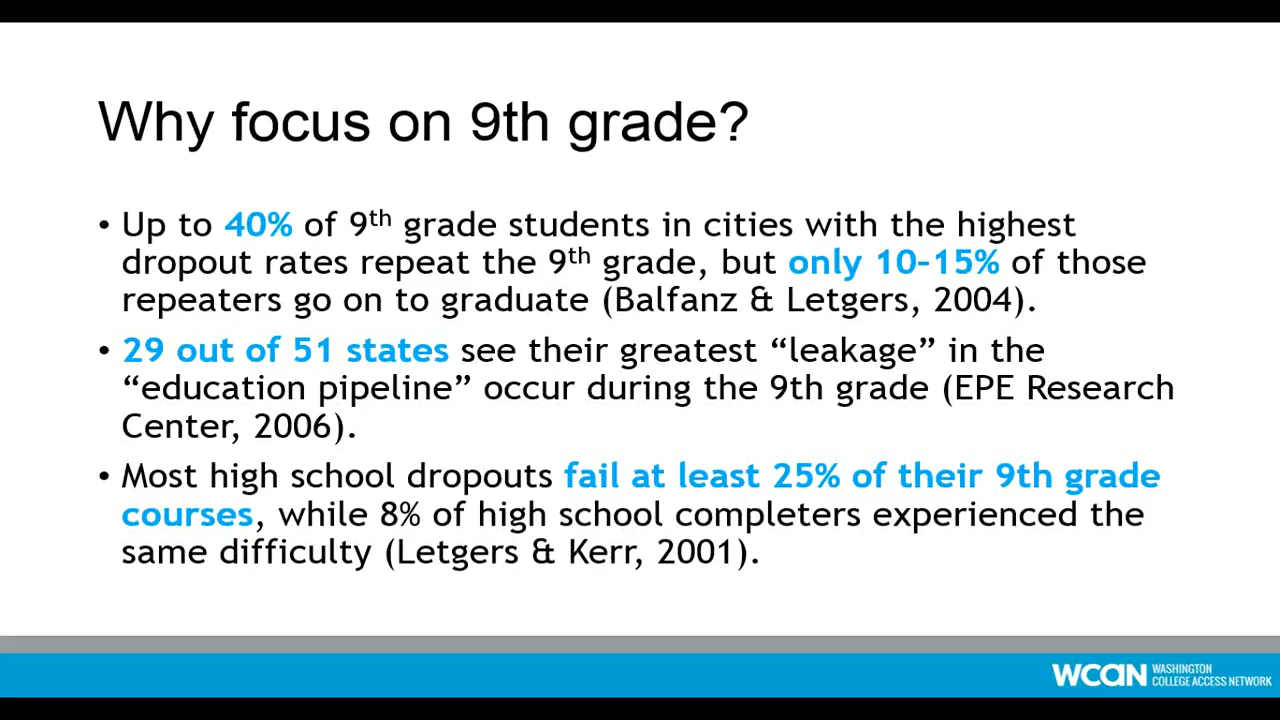 Why focus on 9th grade?
• Up to 40% of 9th grade students in cities with the highest
dropout rates repeat the 9th grade, but only 10-15% of those
repeaters go on to graduate (Balfanz & Letgers, 2004).
• 29 out of 51 states see their greatest “leakage” in the
“education pipeline” occur during the 9th grade (EPE Research
Center, 2006).
• Most high school dropouts fail at least 25% of their 9th grade
courses, while 8% of high school completers experienced the
same difficulty (Letgers & Kerr, 2001).
WCAN WASHINGTON
COLLEGE ACCESS NETWORK